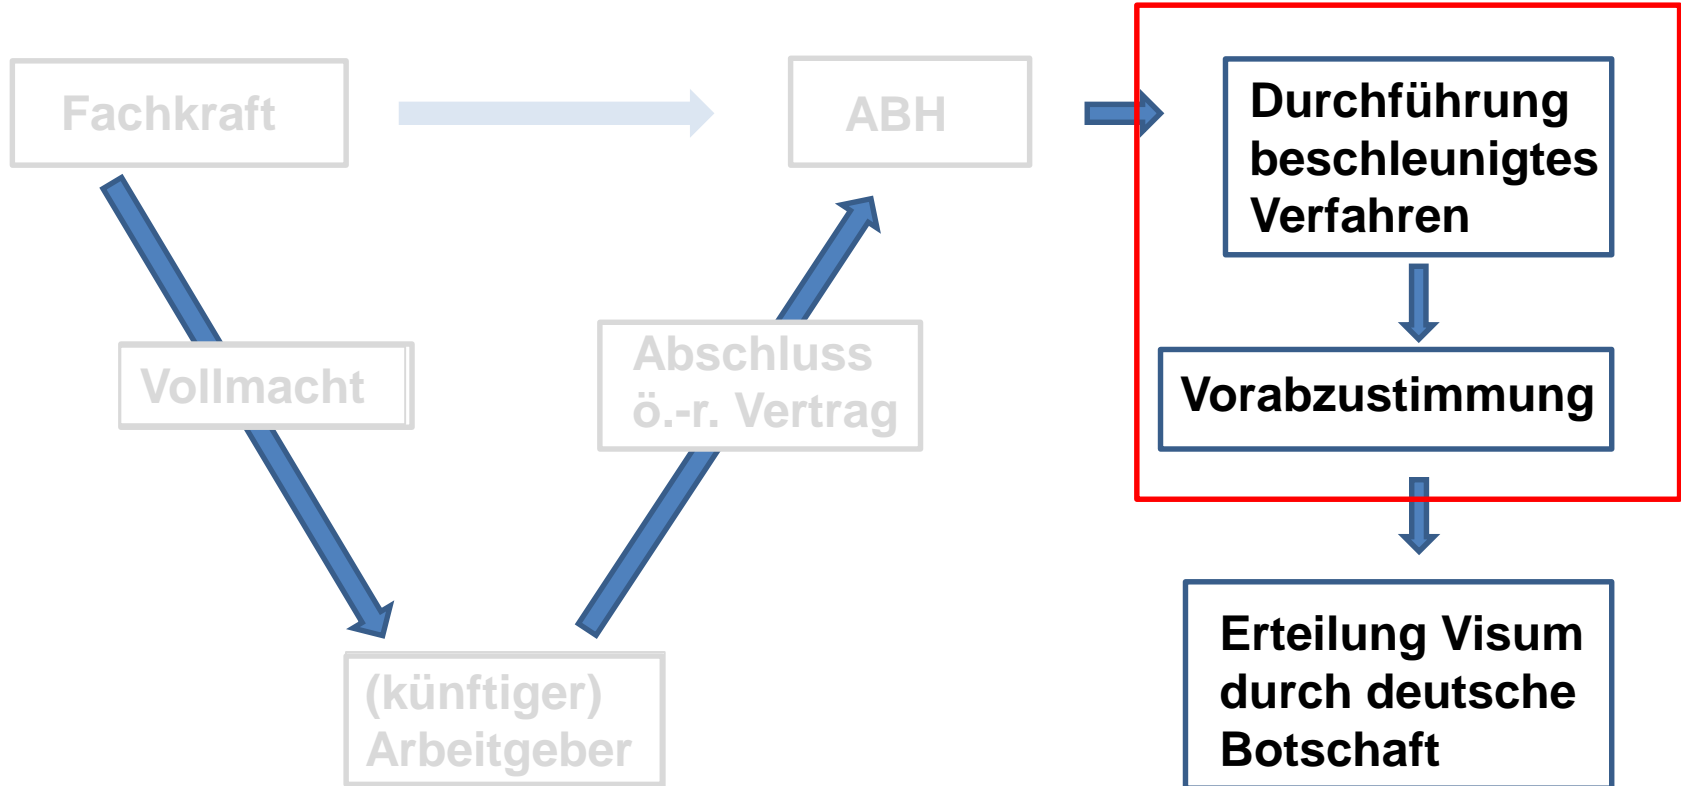 Fachkraft
ABH
Durchführung
beschleunigtes
Verfahren
Vollmacht
Abschluss
ö.-r. Vertrag
Vorabzustimmung
(künftiger)
Arbeitgeber
Erteilung Visum
durch deutsche
Botschaft